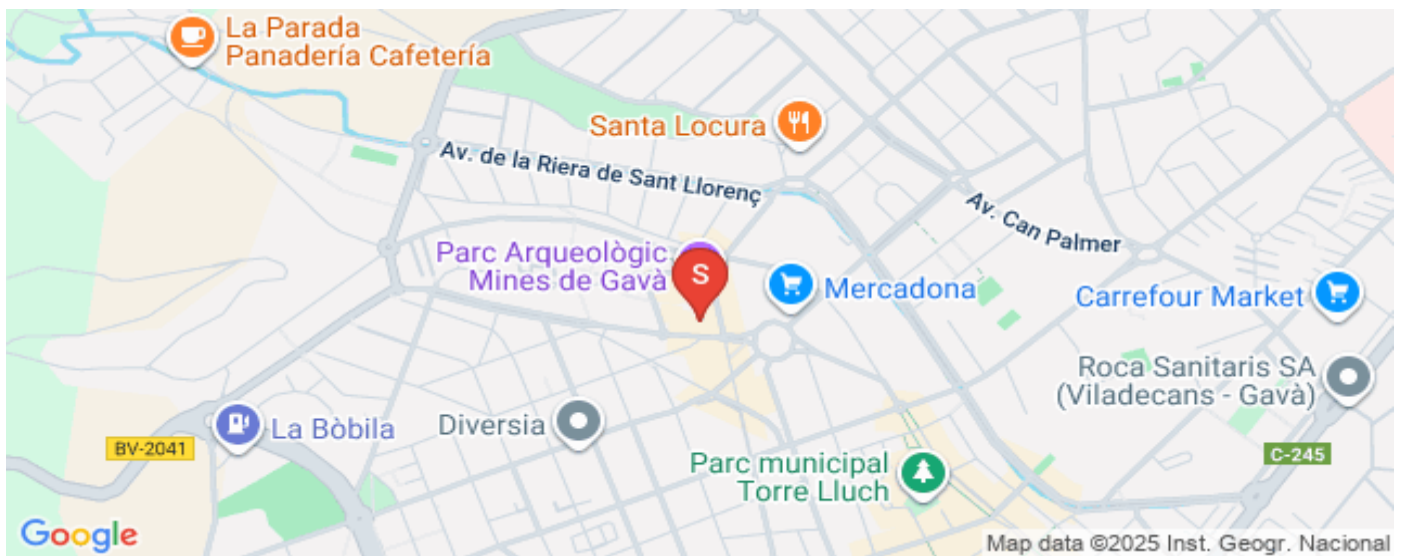 La Parada
Panadería Cafetería
Santa Locura
Av. de la Riera de Sant Llorenç
Av. Can Palmer
Parc Arqueològic
Mines de Gavà
S
Mercadona
Carrefour Market
Roca Sanitaris SA
(Viladecans - Gavà)
La Bòbila
Diversia
BV-2041
C-245
Parc municipal
Torre Lluch
Google
Map data ©2025 Inst. Geogr. Nacional